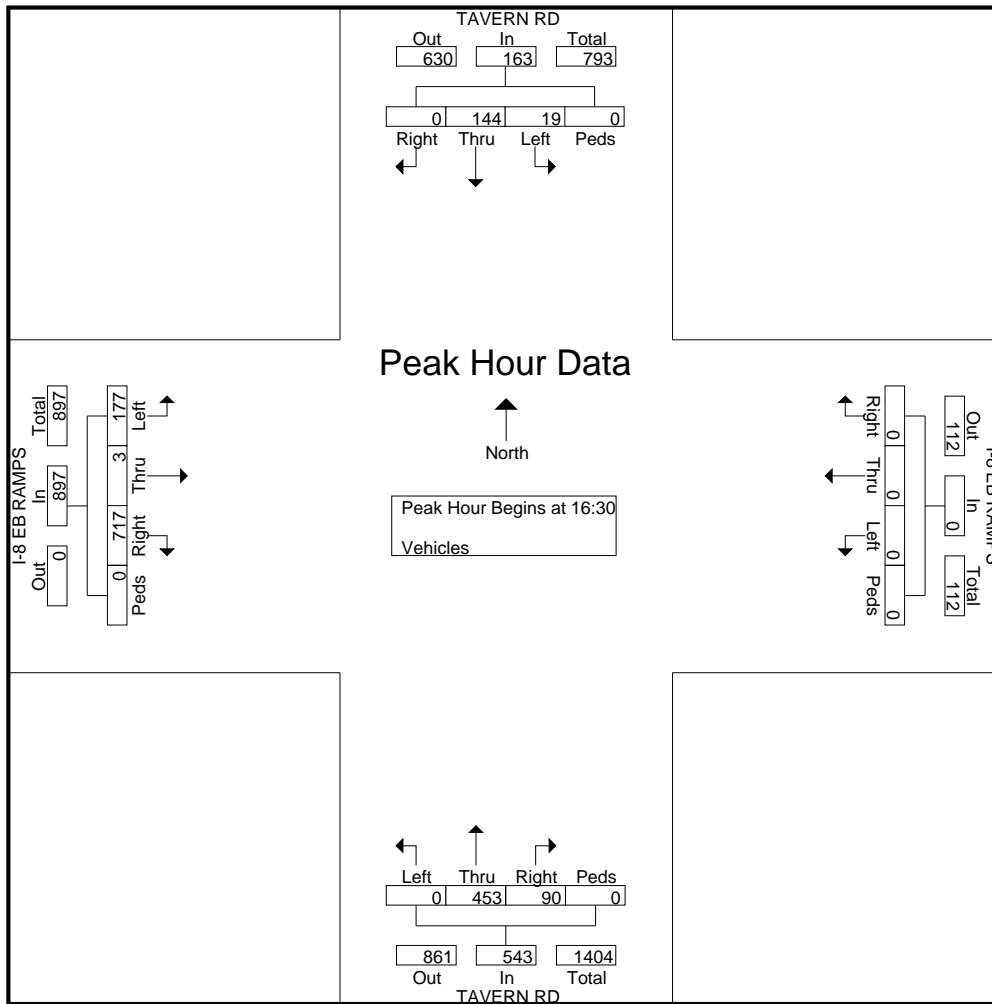 TAVERN RD
Out In Total
630 163 793
0 144 19 0
Right Thru Left Peds
Peak Hour Data
North
Peak Hour Begins at 16:30
Vehicles
I-8 EB RAMPS
Total In Out
897 897 0
177 3 717 0
Left Thru Right Peds
Right Thru Left Peds
0 0 0 0
Out In Total
112 0 112
I-8 EB RAMPS
Left Thru Right Peds
0 453 90 0
861 543 1404
Out In Total
TAVERN RD